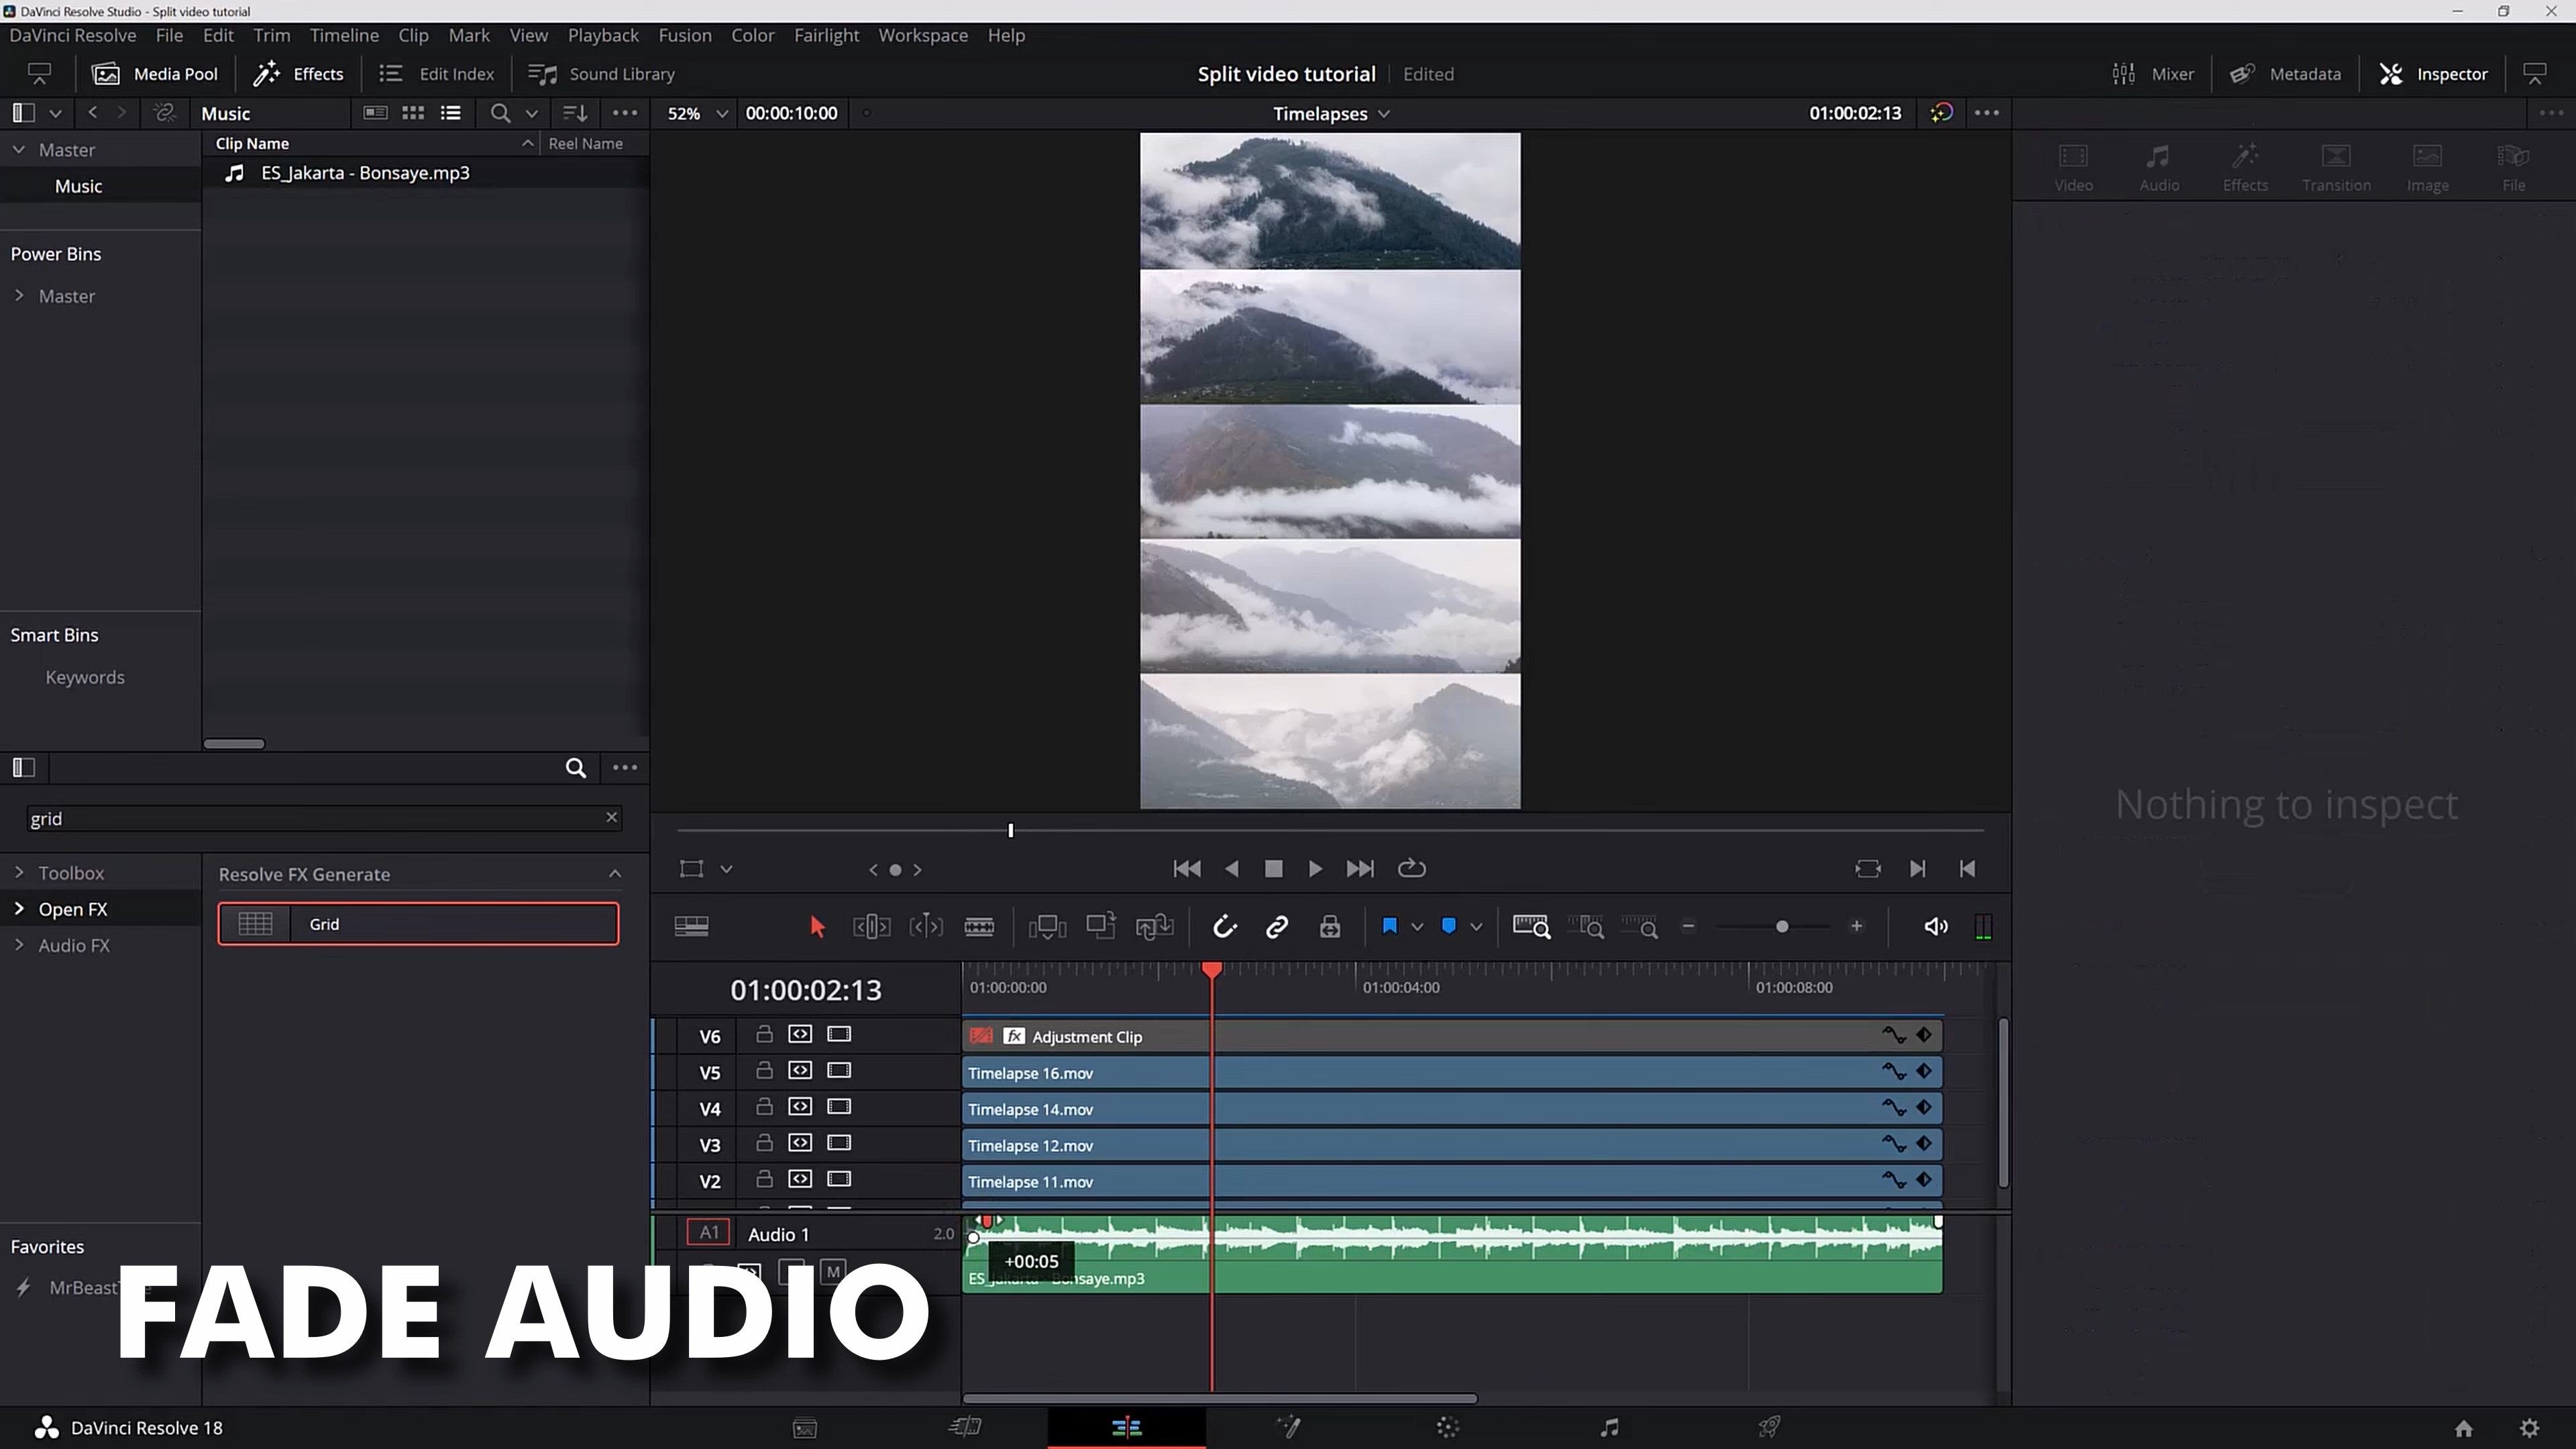 DaVinci Resolve Studio - Split video tutorial
DaVinci Resolve File Edit Trim Timeline Clip Mark View Playback Fusion Color Fairlight Workspace Help
Media Pool Effects Edit Index Sound Library Split video tutorial Edited Mixer Metadata Inspector
Music 52% 00:00:10:00 Timelapses 01:00:02:13
Clip Name Reel Name
Master
Music
ES_Jakarta - Bonsaye.mp3
Video Audio Effects Transition Image File
Power Bins
Master
Smart Bins
Keywords
Nothing to inspect
grid
Toolbox
Open FX
Audio FX
Resolve FX Generate
Grid
01:00:02:13
01:00:00:00 01:00:04:00 01:00:08:00
V6 fx Adjustment Clip
V5 Timelapse 16.mov
V4 Timelapse 14.mov
V3 Timelapse 12.mov
V2 Timelapse 11.mov
A1 Audio 1 2.0
M
+00:05
ES_Jakarta - Bonsaye.mp3
Favorites
MrBeast
FADE AUDIO
DaVinci Resolve 18